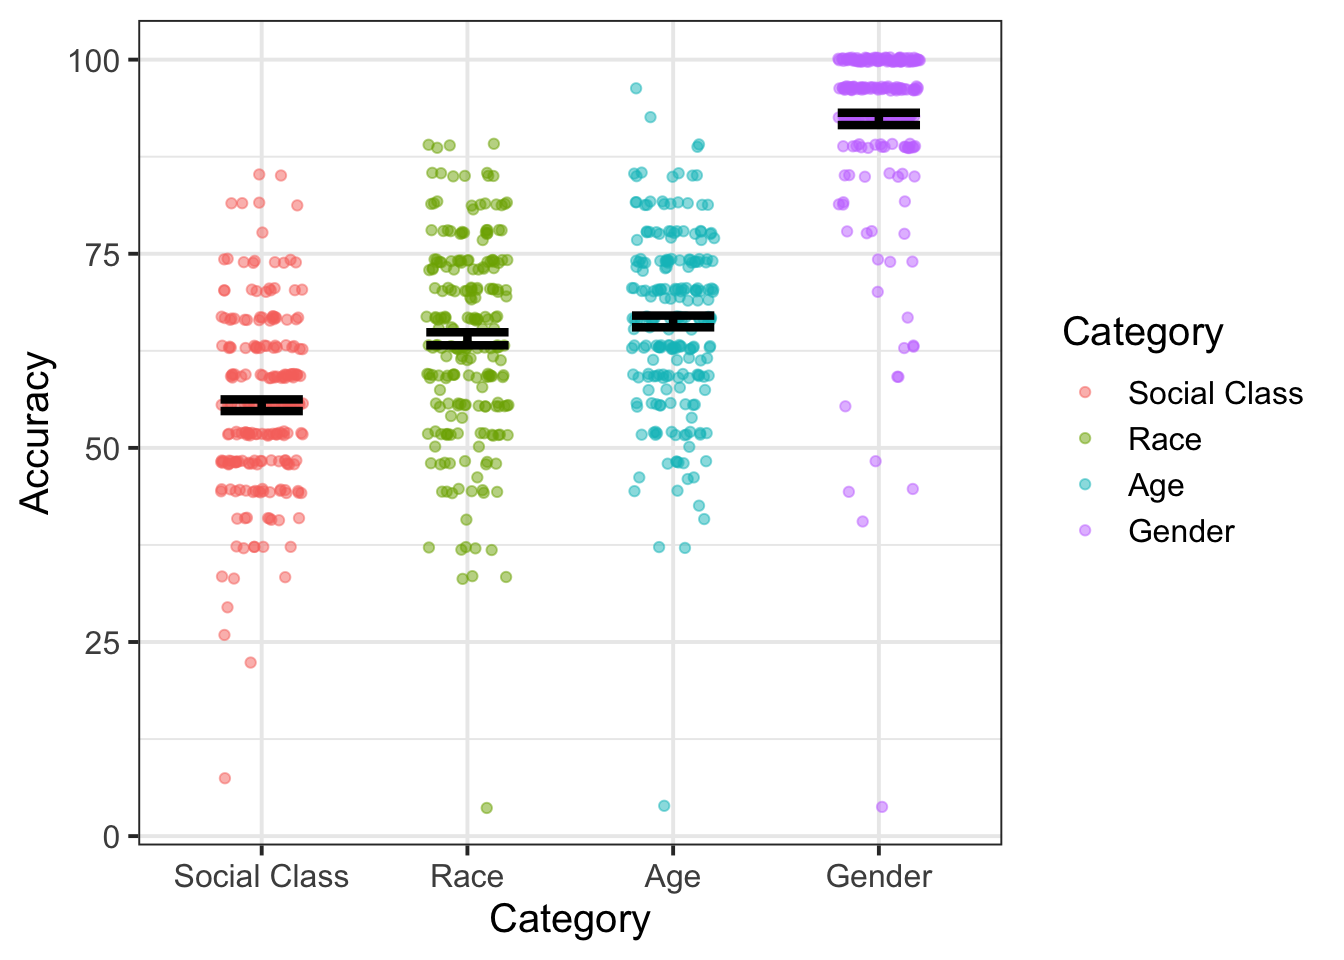 100
75
50
25
0
Accuracy
Social Class
Race
Age
Gender
Category
Category
Social Class
Race
Age
Gender